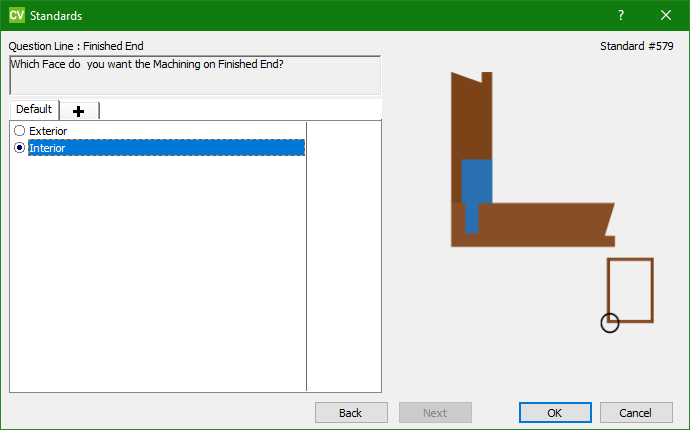 CV Standards ?
Question Line : Finished End Standard #579
Which Face do  you want the Machining on Finished End?
Default
Exterior
Interior
Back Next OK Cancel